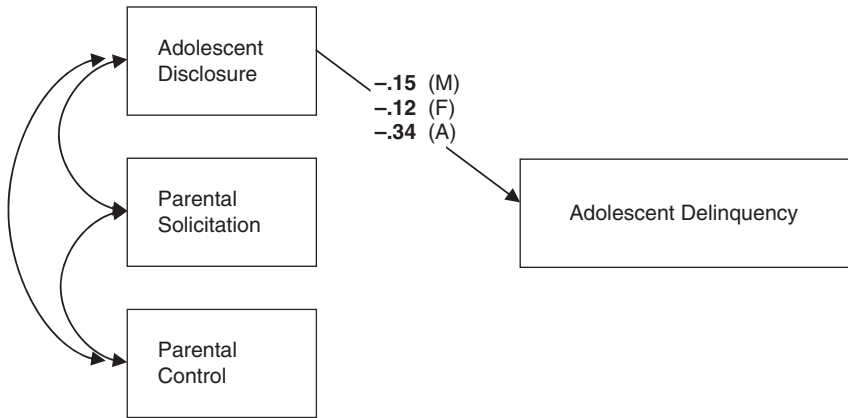 Adolescent
Disclosure
–.15 (M)
–.12 (F)
–.34 (A)
Parental
Solicitation
Adolescent Delinquency
Parental
Control